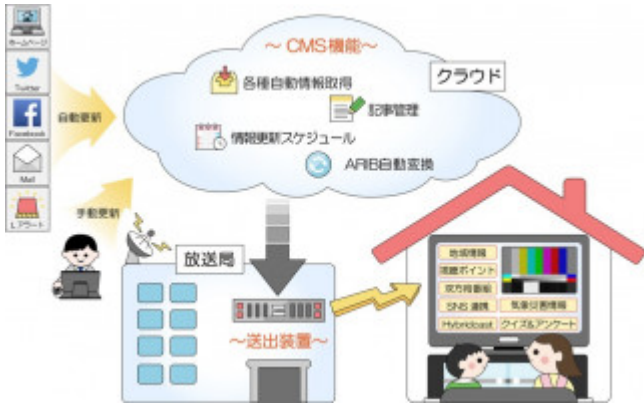 ホームページ
Twitter
Facebook
Mail
Lアラート
自動更新
手動更新
～CMS機能～
クラウド
各種自動情報取得
記事管理
情報更新スケジュール
ARIB自動変換
放送局
～送出装置～
地域情報
視聴ポイント
双方向番組
SNS 連携
気象災害情報
Hybridcast
クイズ&アンケート